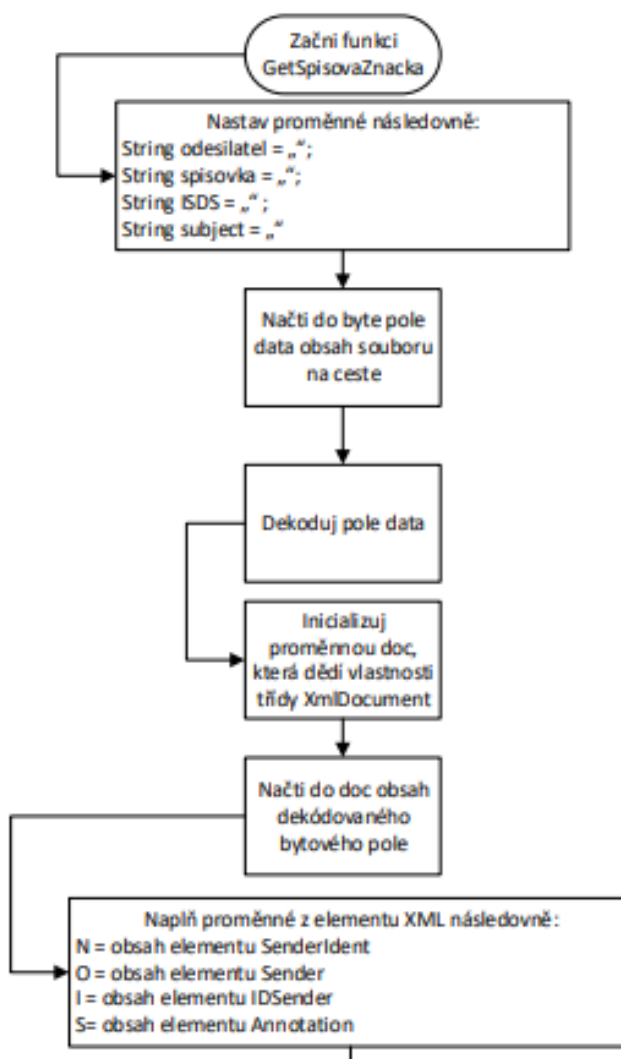 Začni funkci
GetSpisovaZnacka
Nastav proměnné následovně:
String odesilatel = „“;
String spisovka = „“;
String ISDS = „“ ;
String subject = „“
Načti do byte pole
data obsah souboru
na ceste
Dekoduj pole data
Inicializuj
proměnnou doc,
která dědí vlastnosti
třídy XmlDocument
Načti do doc obsah
dekódovaného
bytového pole
Naplň proměnné z elementu XML následovně:
N = obsah elementu SenderIdent
O = obsah elementu Sender
I = obsah elementu IDSender
S= obsah elementu Annotation